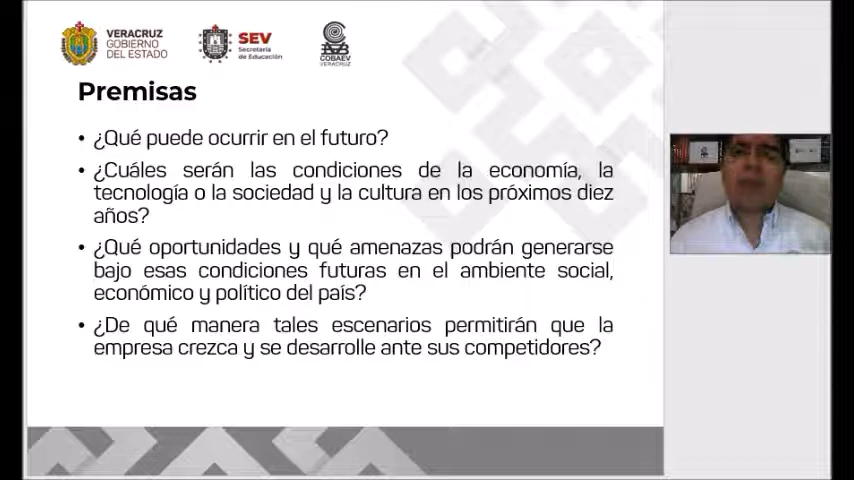 VERACRUZ
GOBIERNO
DEL ESTADO
SEV
Secretaría
de Educación
COBAEV
VERACRUZ
Premisas
• ¿Qué puede ocurrir en el futuro?
• ¿Cuáles serán las condiciones de la economía, la
tecnología o la sociedad y la cultura en los próximos diez
años?
• ¿Qué oportunidades y qué amenazas podrán generarse
bajo esas condiciones futuras en el ambiente social,
económico y político del país?
• ¿De qué manera tales escenarios permitirán que la
empresa crezca y se desarrolle ante sus competidores?